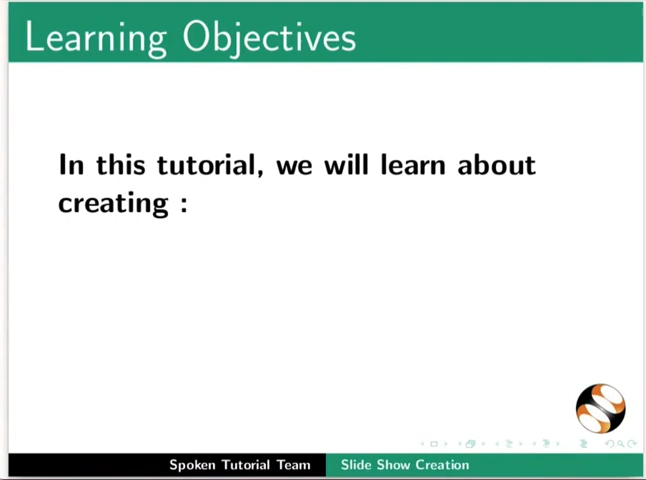 Learning Objectives
In this tutorial, we will learn about
creating :
Spoken Tutorial Team
Slide Show Creation